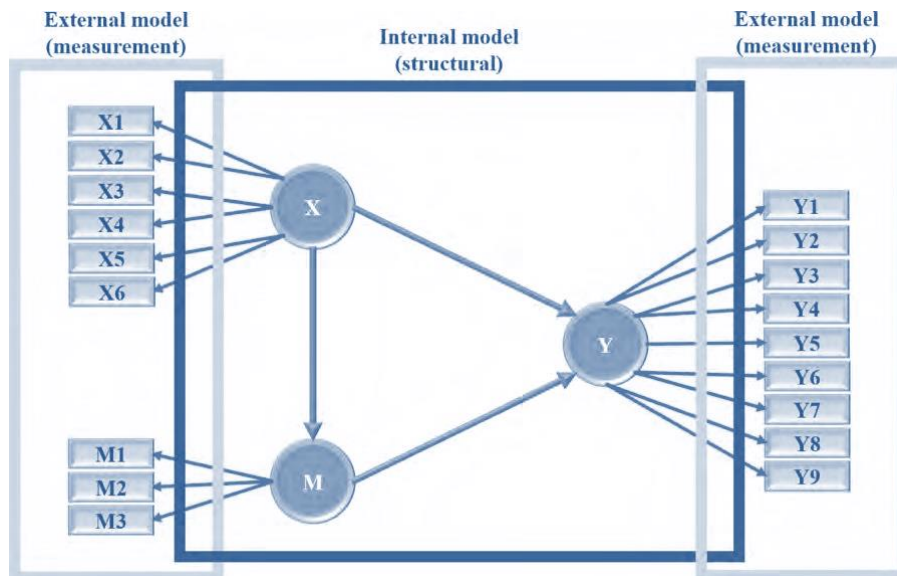 External model
(measurement)
Internal model
(structural)
External model
(measurement)
X1
X2
X3
X4
X5
X6
X
M1
M2
M3
M
Y
Y1
Y2
Y3
Y4
Y5
Y6
Y7
Y8
Y9